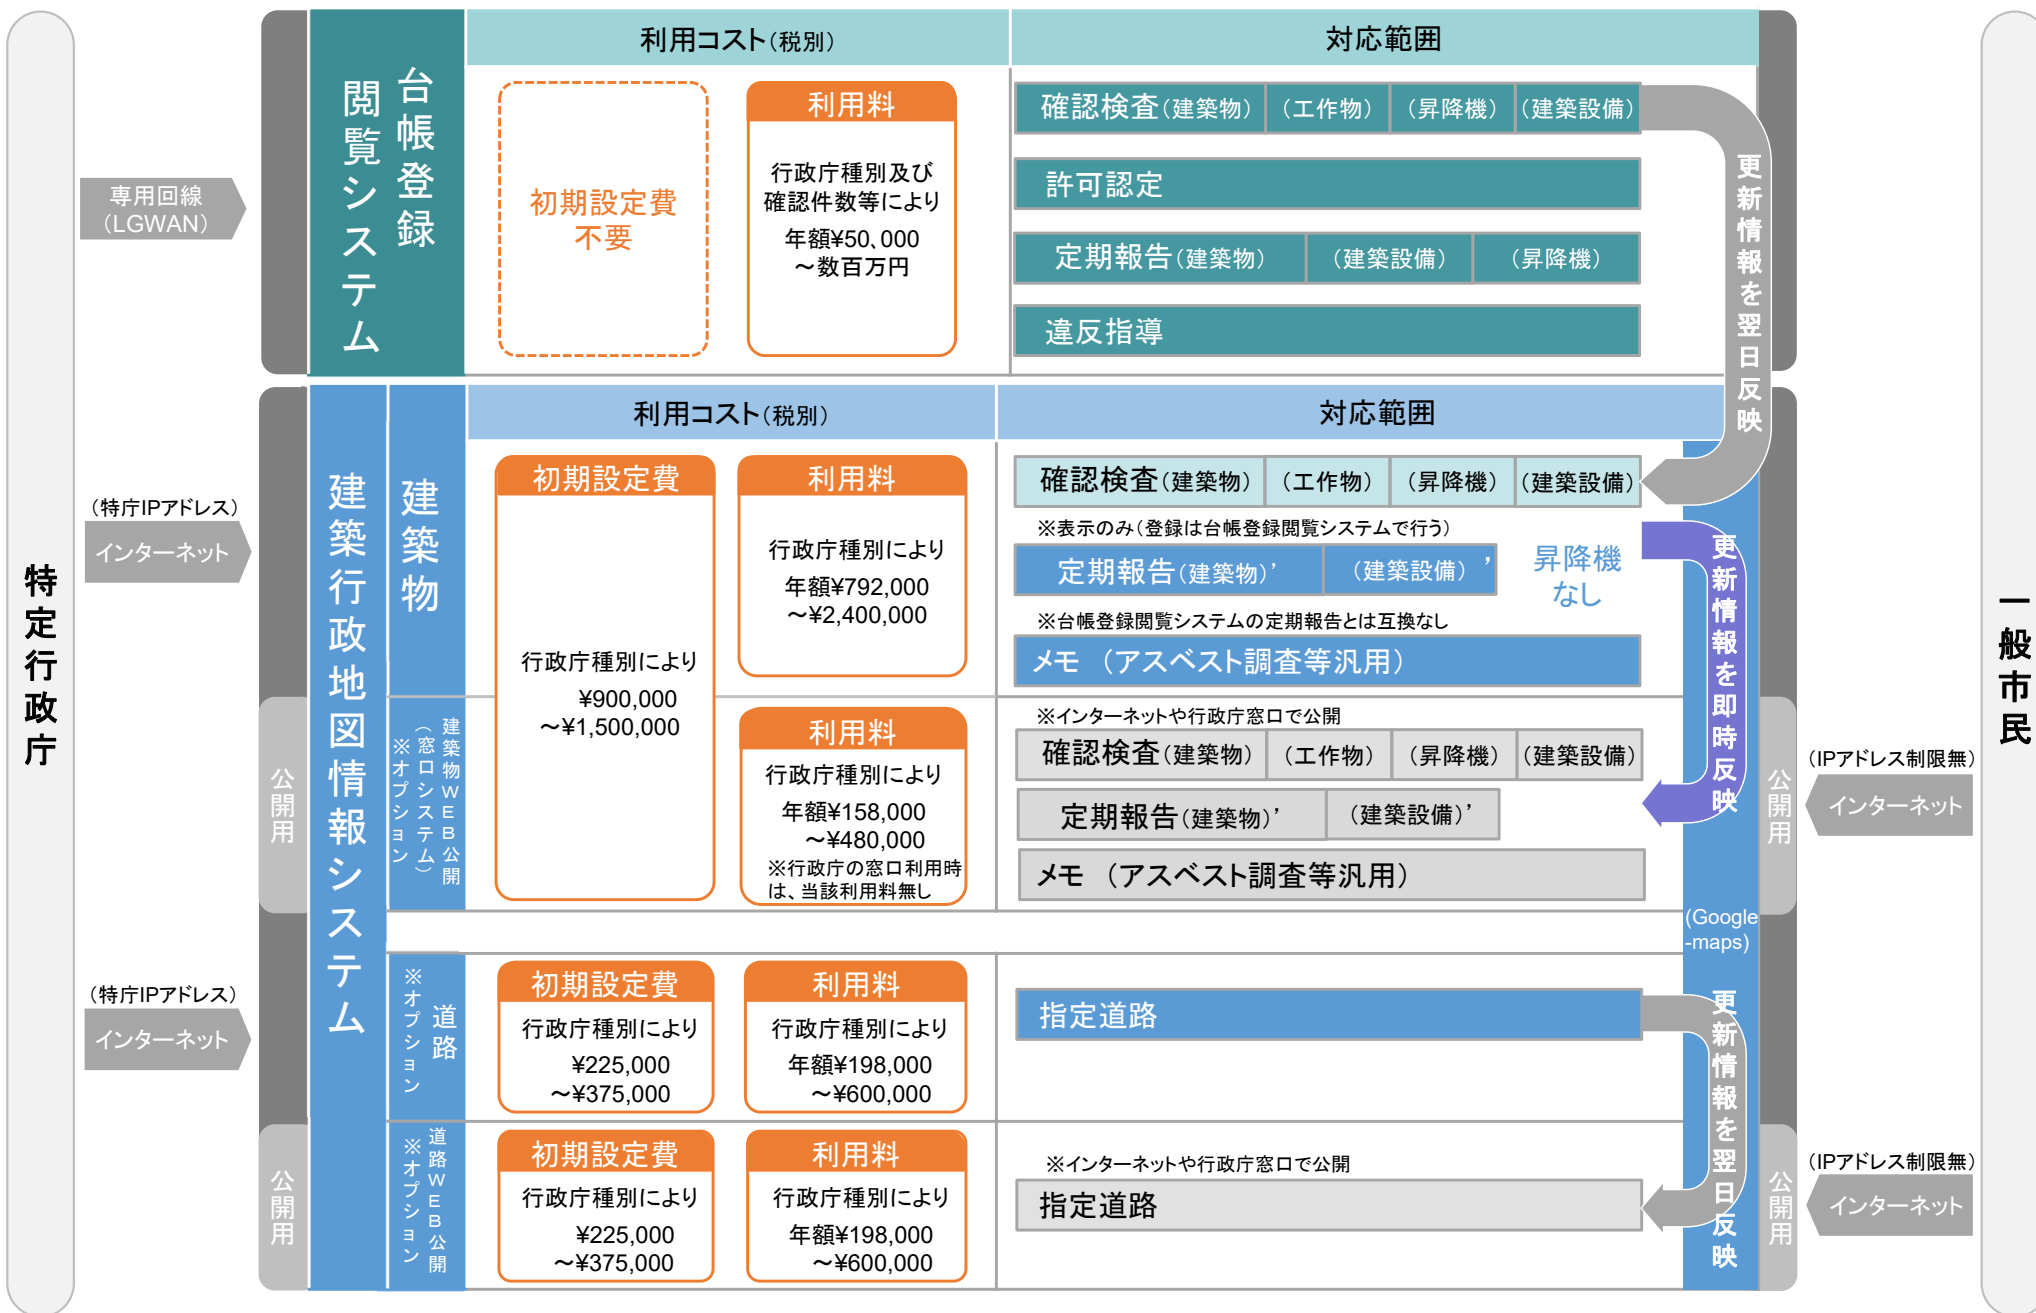 特定行政庁
専用回線
（LGWAN）
台帳登録
閲覧システム
利用コスト（税別）
対応範囲
初期設定費
不要
利用料
行政庁種別及び
確認件数等により
年額¥50、000
～数百万円
確認検査（建築物）
（工作物）
（昇降機）
（建築設備）
許可認定
定期報告（建築物）
（建築設備）
（昇降機）
違反指導
更新情報を翌日反映
建築行政地図情報システム
利用コスト（税別）
対応範囲
（特庁IPアドレス）
インターネット
建築物
初期設定費
行政庁種別により
¥900,000
～¥1,500,000
利用料
行政庁種別により
年額¥792,000
～¥2,400,000
確認検査（建築物）
（工作物）
（昇降機）
（建築設備）
※表示のみ（登録は台帳登録閲覧システムで行う）
定期報告（建築物）’
（建築設備）’
昇降機
なし
※台帳登録閲覧システムの定期報告とは互換なし
メモ （アスベスト調査等汎用）
更新情報を即時反映
公開用
建築物ＷＥＢ公開
（窓口システム）
※オプション
利用料
行政庁種別により
年額¥158,000
～¥480,000
※行政庁の窓口利用時
は、当該利用料無し
※インターネットや行政庁窓口で公開
確認検査（建築物）
（工作物）
（昇降機）
（建築設備）
定期報告（建築物）’
（建築設備）’
メモ （アスベスト調査等汎用）
公開用
（IPアドレス制限無）
インターネット
(Google
-maps)
（特庁IPアドレス）
インターネット
道路
※オプション
初期設定費
行政庁種別により
¥225,000
～¥375,000
利用料
行政庁種別により
年額¥198,000
～¥600,000
指定道路
更新情報を翌日反映
公開用
道路ＷＥＢ公開
※オプション
初期設定費
行政庁種別により
¥225,000
～¥375,000
利用料
行政庁種別により
年額¥198,000
～¥600,000
※インターネットや行政庁窓口で公開
指定道路
公開用
（IPアドレス制限無）
インターネット
一般市民